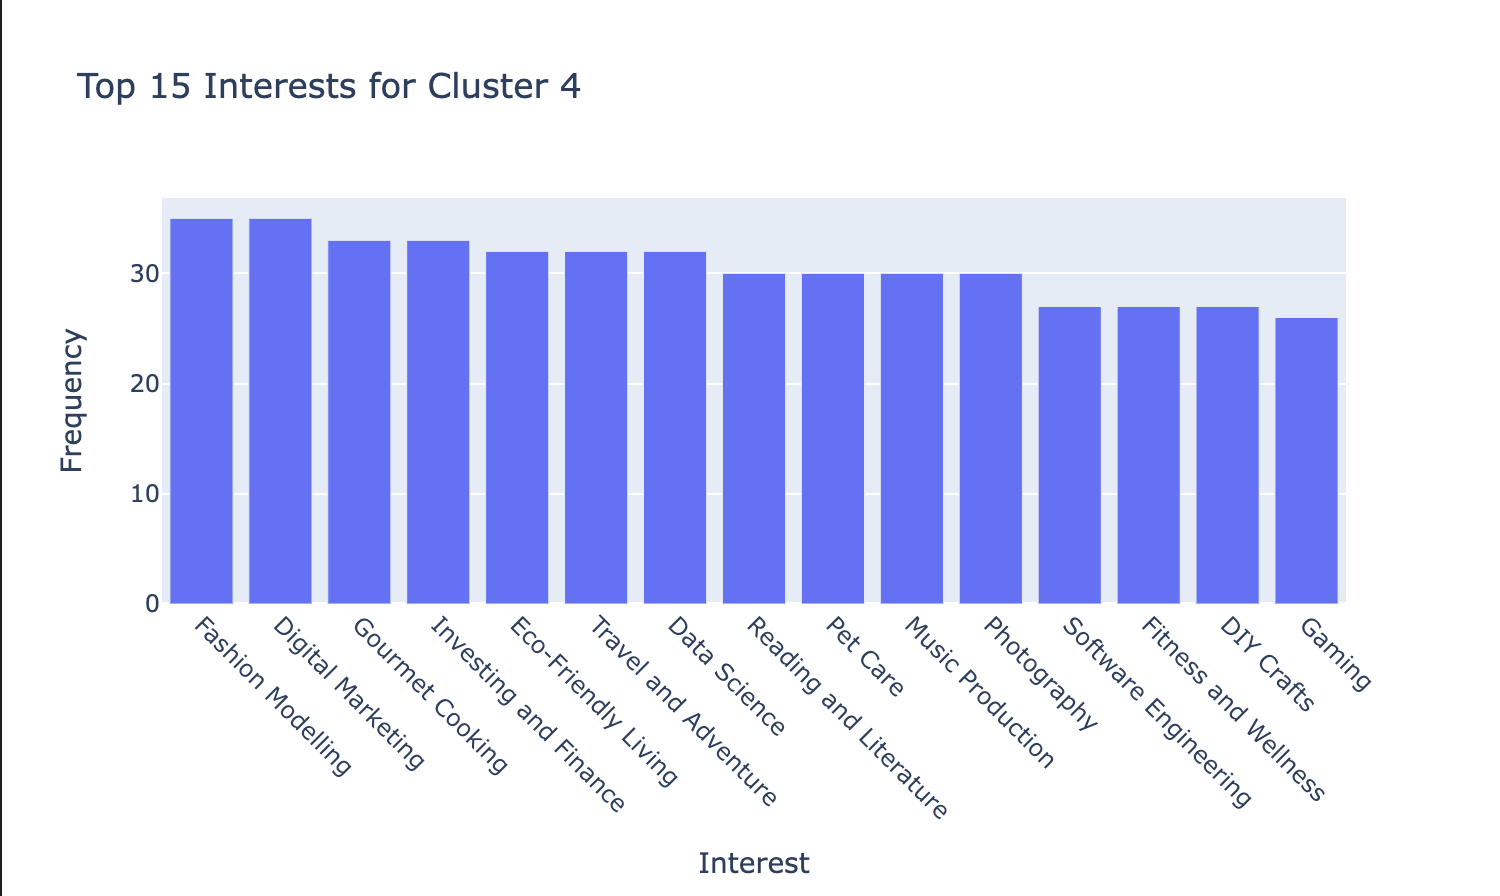 Top 15 Interests for Cluster 4
Frequency
30
20
10
0
Fashion Modelling
Digital Marketing
Gourmet Cooking
Investing and Finance
Eco-Friendly Living
Travel and Adventure
Data Science
Reading and Literature
Pet Care
Music Production
Photography
Software Engineering
Fitness and Wellness
DIY Crafts
Gaming
Interest